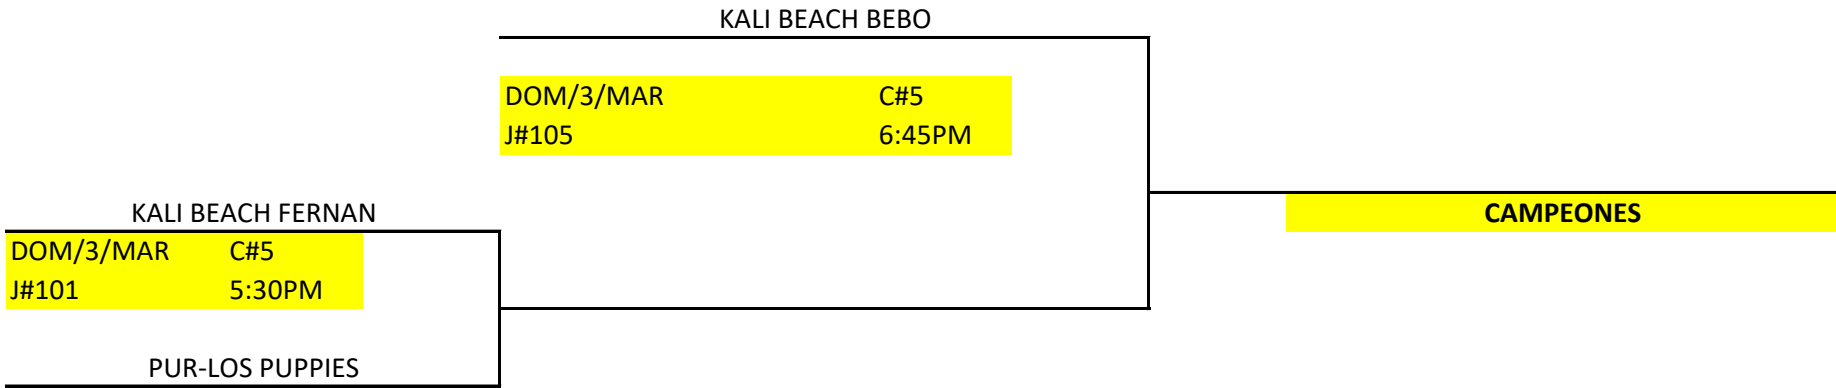 KALI BEACH BEBO
DOM/3/MAR C#5
J#105 6:45PM
KALI BEACH FERNAN
CAMPEONES
DOM/3/MAR C#5
J#101 5:30PM
PUR-LOS PUPPIES